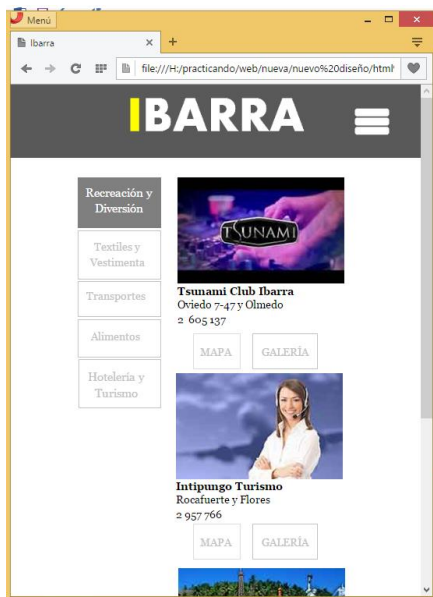 Menú
Ibarra
file:///H:/practicando/web/nueva/nuevo%20diseño/html
IBARRA
Recreación y
Diversión
Textiles y
Vestimenta
Transportes
Alimentos
Hotelería y
Turismo
TSUNAMI
Tsunami Club Ibarra
Oviedo 7-47 y Olmedo
2 605 137
MAPA
GALERÍA
Intipungo Turismo
Rocafuerte y Flores
2 957 766
MAPA
GALERÍA